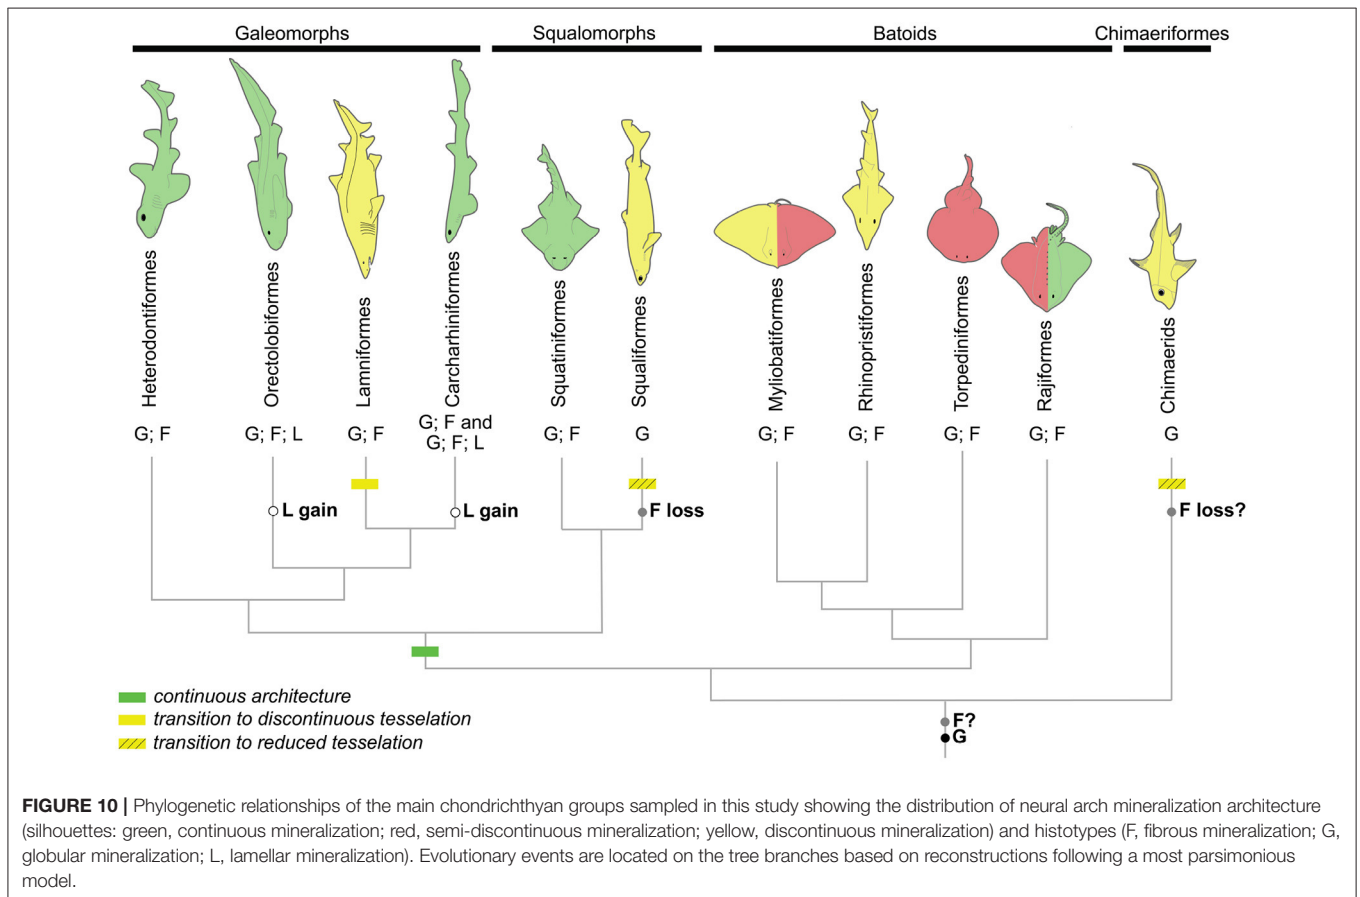 Galeomorphs Squalomorphs Batoids Chimaeriformes
Heterodontiformes
Orectolobiformes
Lamniformes
Carcharhiniformes
Squatiniformes
Squaliformes
Myliobatiformes
Rhinopristiformes
Torpediniformes
Rajiformes
Chimaerids
G; F
G; F; L
G; F
G; F and
G; F; L
G; F
G
G; F
G; F
G; F
G; F
G
L gain
L gain
F loss
F loss?
continuous architecture
transition to discontinuous tesselation
transition to reduced tesselation
F?
G
FIGURE 10 | Phylogenetic relationships of the main chondrichthyan groups sampled in this study showing the distribution of neural arch mineralization architecture
(silhouettes: green, continuous mineralization; red, semi-discontinuous mineralization; yellow, discontinuous mineralization) and histotypes (F, fibrous mineralization; G,
globular mineralization; L, lamellar mineralization). Evolutionary events are located on the tree branches based on reconstructions following a most parsimonious
model.